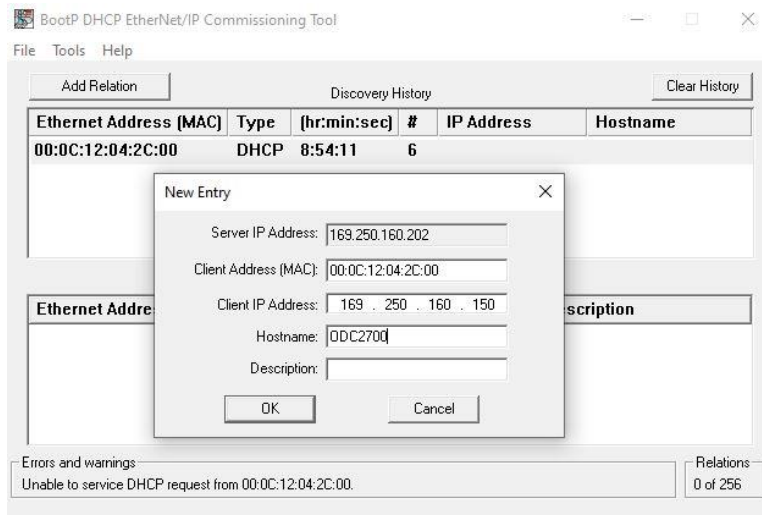 BootP DHCP EtherNet/IP Commissioning Tool
File Tools Help
Add Relation Discovery History Clear History
Ethernet Address (MAC) Type (hr:min:sec) # IP Address Hostname
00:0C:12:04:2C:00 DHCP 8:54:11 6
New Entry
Server IP Address: 169.250.160.202
Client Address (MAC): 00:0C:12:04:2C:00
Client IP Address: 169 . 250 . 160 . 150
Ethernet Addre scription
Hostname: ODC2700
Description:
OK Cancel
Errors and warnings Relations
Unable to service DHCP request from 00:0C:12:04:2C:00. 0 of 256